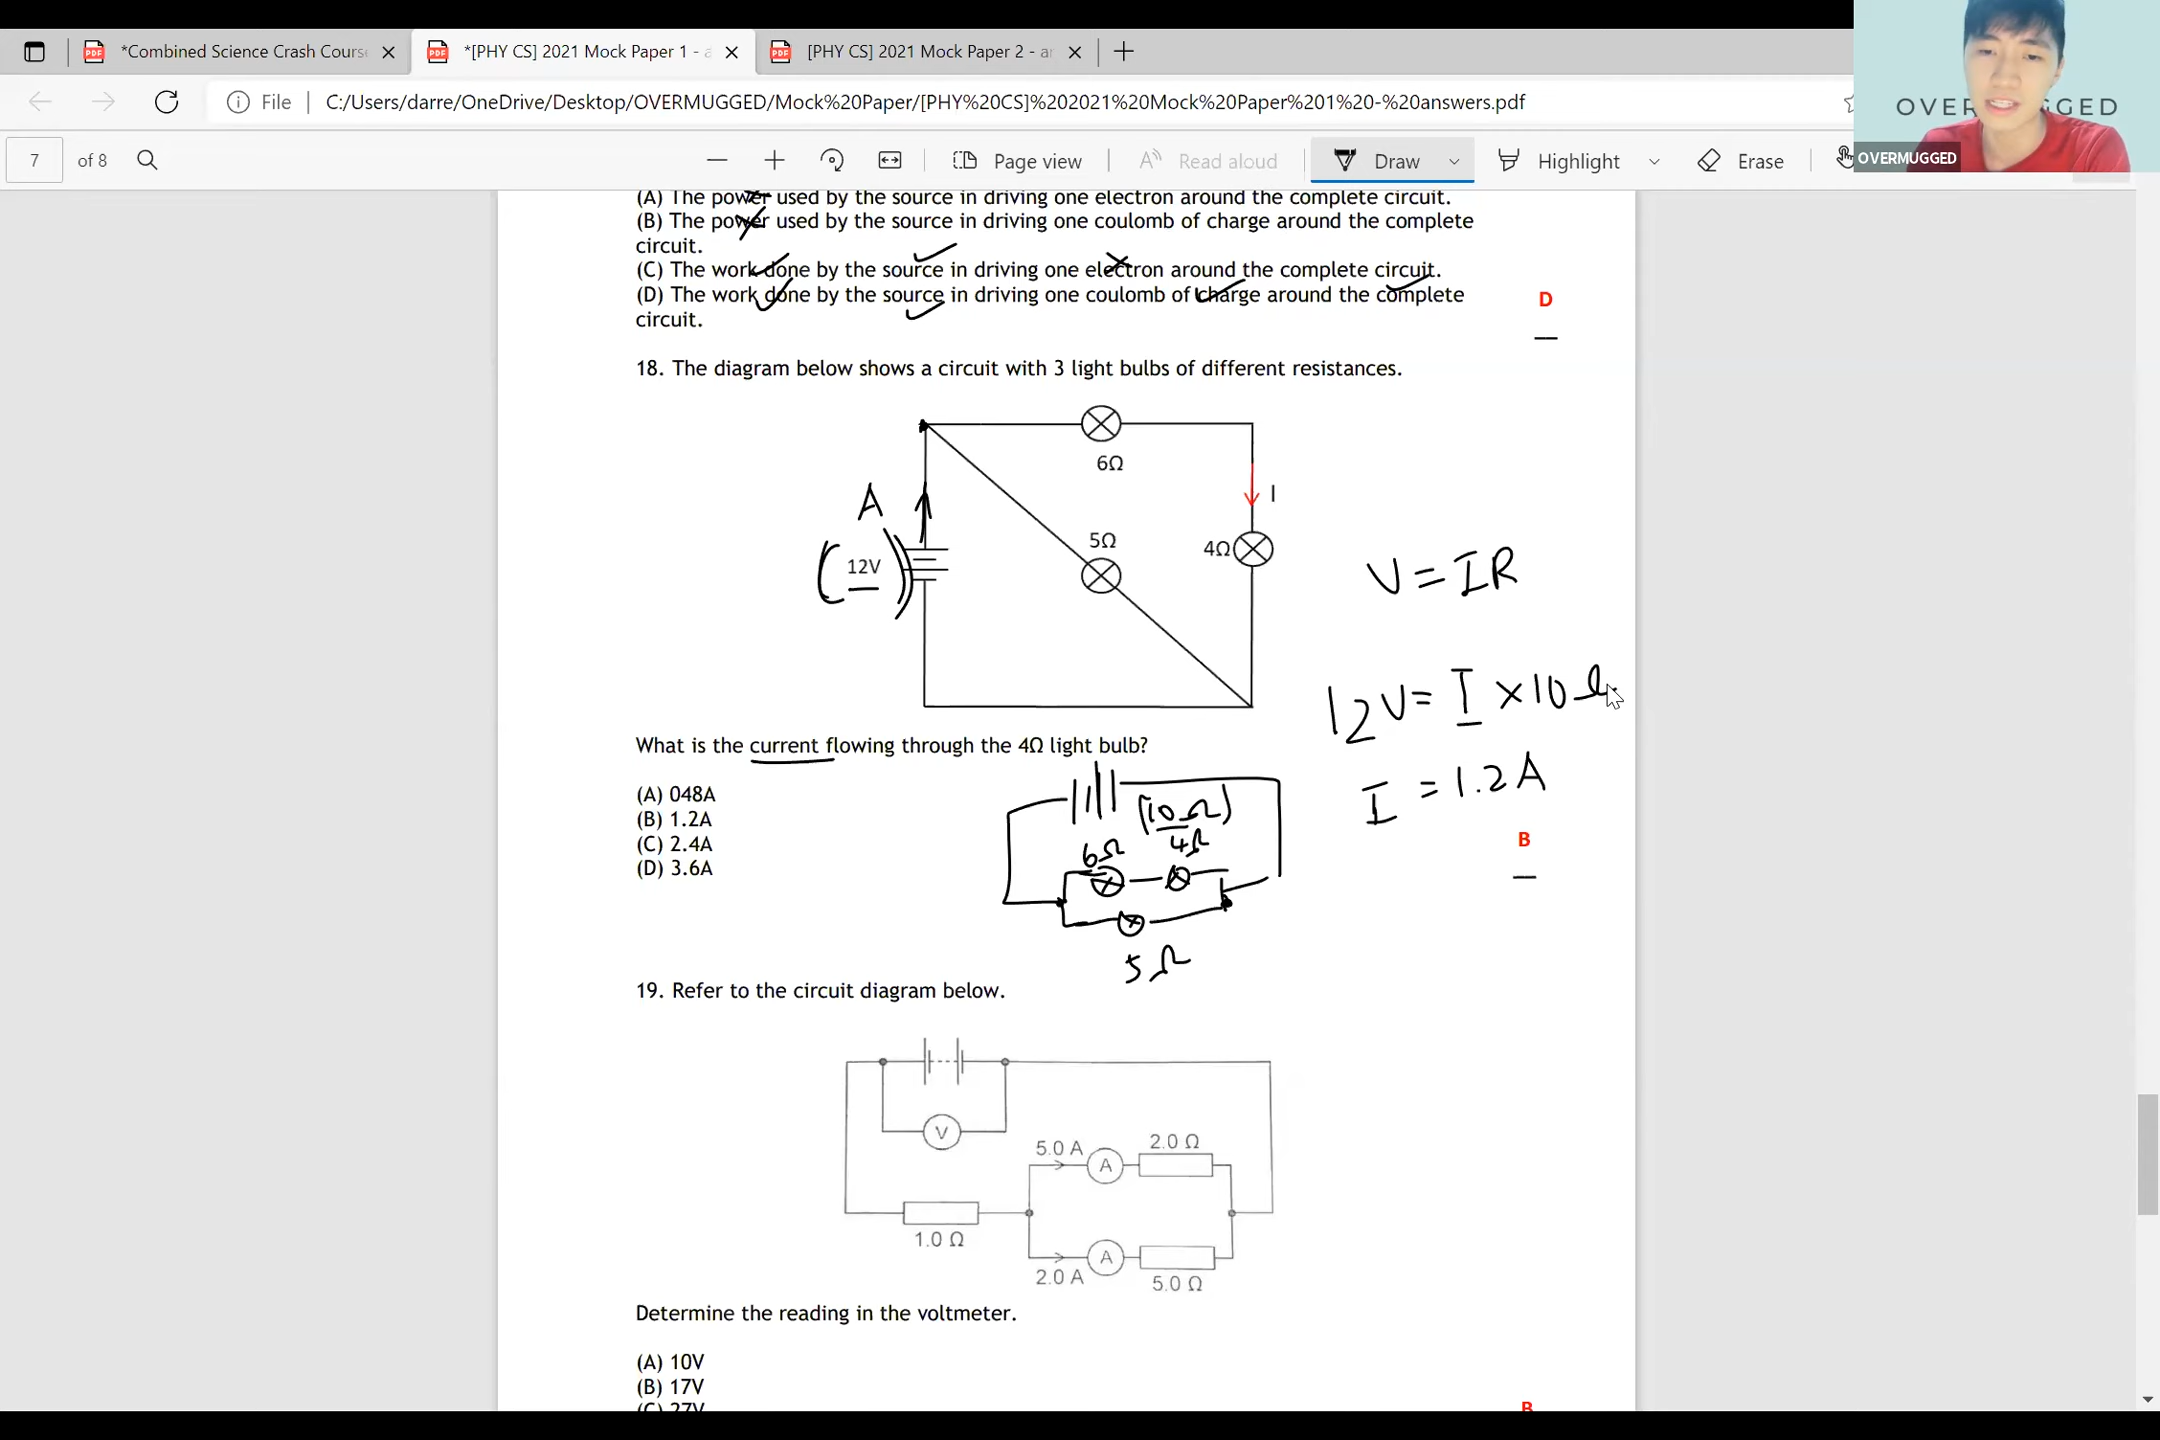 *Combined Science Crash Cours
*[PHY CS] 2021 Mock Paper 1 - a
[PHY CS] 2021 Mock Paper 2 - an
File
C:/Users/darre/OneDrive/Desktop/OVERMUGGED/Mock%20Paper/[PHY%20CS]%202021%20Mock%20Paper%201%20-%20answers.pdf
OVERMUGGED
OVERMUGGED
7 of 8
Page view
Read aloud
Draw
Highlight
Erase
(A) The power used by the source in driving one electron around the complete circuit.
(B) The power used by the source in driving one coulomb of charge around the complete
circuit.
(C) The work done by the source in driving one electron around the complete circuit.
(D) The work done by the source in driving one coulomb of charge around the complete
circuit.
D
18. The diagram below shows a circuit with 3 light bulbs of different resistances.
6Ω
I
A
12V
5Ω
4Ω
V = IR
12V = I × 10Ω
I = 1.2A
What is the current flowing through the 4Ω light bulb?
(A) 048A
(B) 1.2A
(C) 2.4A
(D) 3.6A
(10Ω)
6Ω
4Ω
5Ω
B
19. Refer to the circuit diagram below.
V
5.0 A
A
2.0 Ω
1.0 Ω
2.0 A
A
5.0 Ω
Determine the reading in the voltmeter.
(A) 10V
(B) 17V
(C) 27V
B